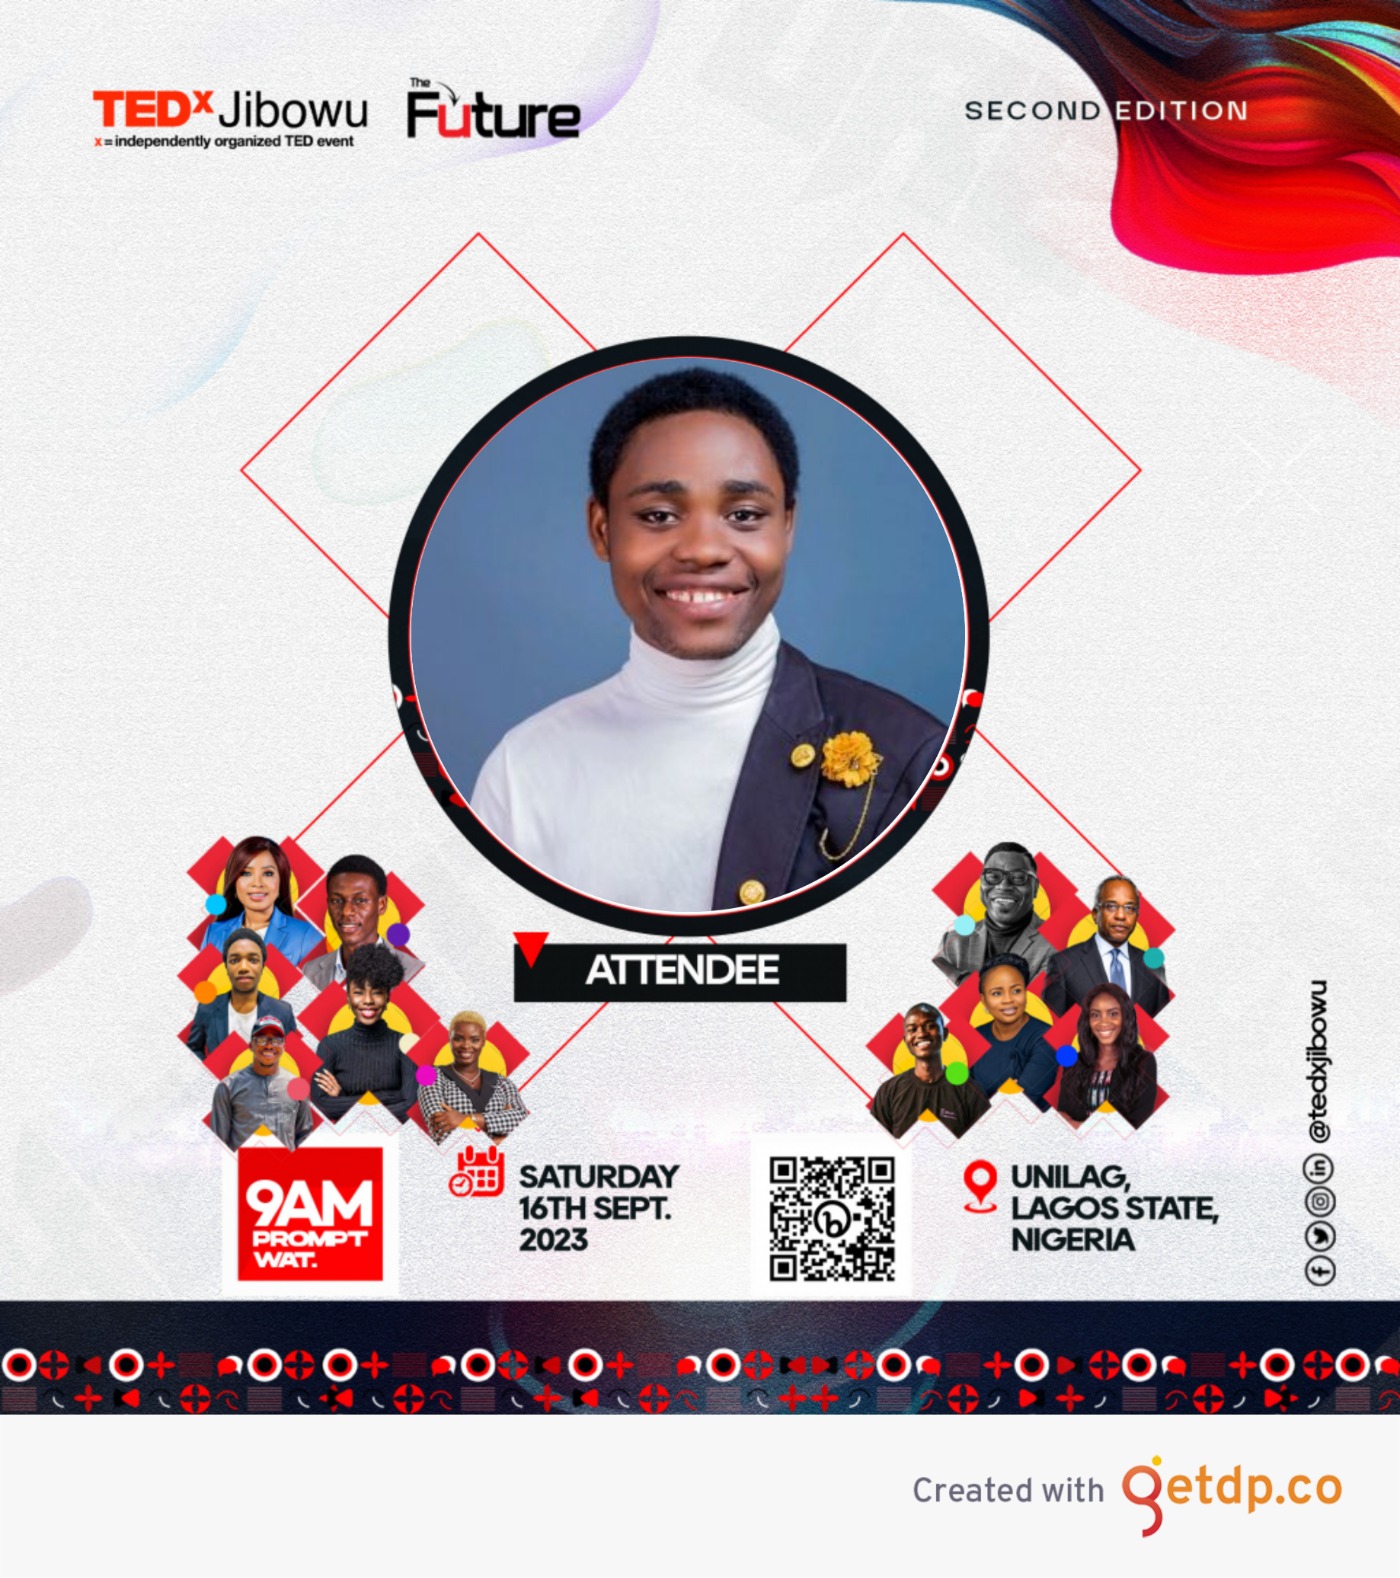 TEDx Jibowu
x = independently organized TED event
The
Future
SECOND EDITION
ATTENDEE
9AM
PROMPT
WAT.
SATURDAY
16TH SEPT.
2023
UNILAG,
LAGOS STATE,
NIGERIA
@tedxjibowu
Created with getdp.co